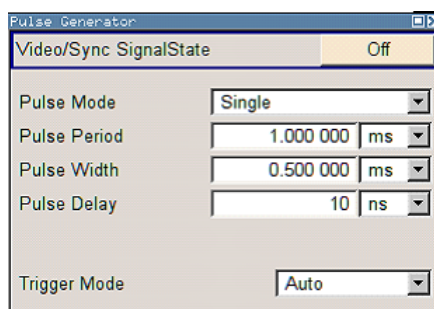 Pulse Generator
Video/Sync SignalState Off
Pulse Mode Single
Pulse Period 1.000 000 ms
Pulse Width 0.500 000 ms
Pulse Delay 10 ns
Trigger Mode Auto